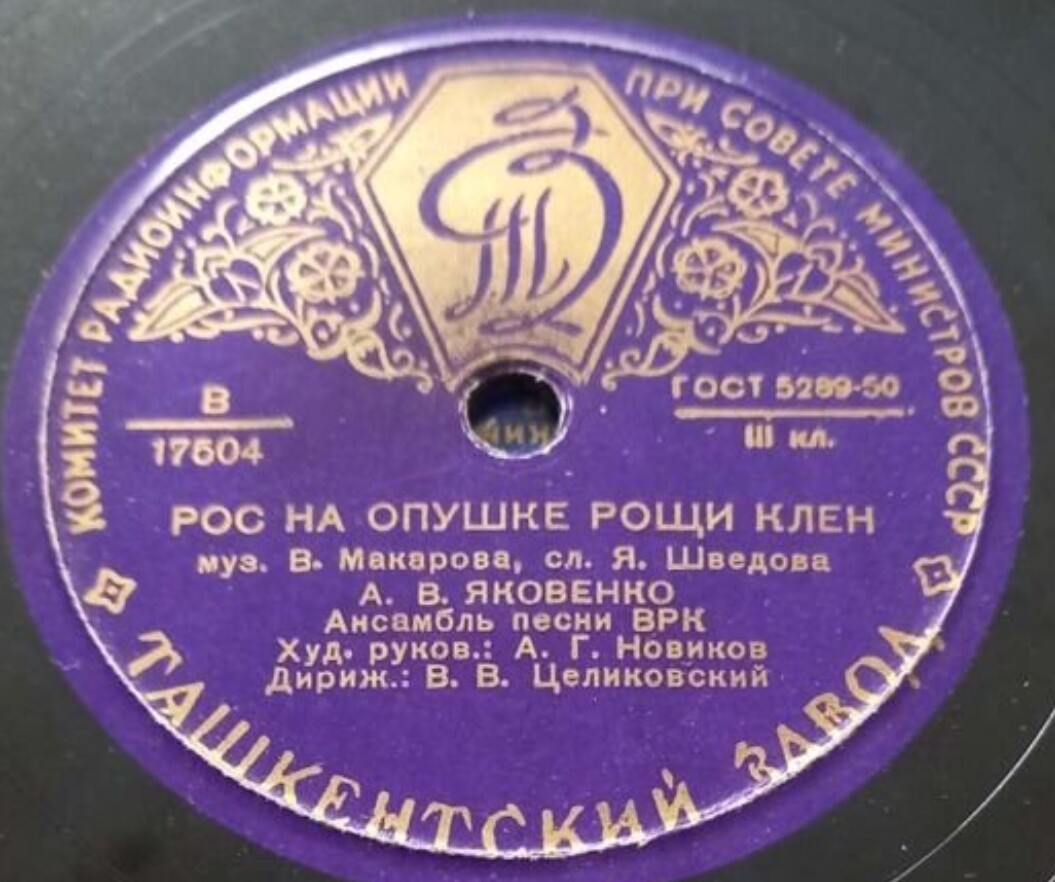 КОМИТЕТ РАДИОИНФОРМАЦИИ ПРИ СОВЕТЕ МИНИСТРОВ СССР
В
17504
ГОСТ 5289-50
III кл.
РОС НА ОПУШКЕ РОЩИ КЛЕН
муз. В. Макарова, сл. Я. Шведова
А. В. ЯКОВЕНКО
Ансамбль песни ВРК
Худ. руков.: А. Г. Новиков
Дириж.: В. В. Целиковский
ТАШКЕНТСКИЙ ЗАВОД